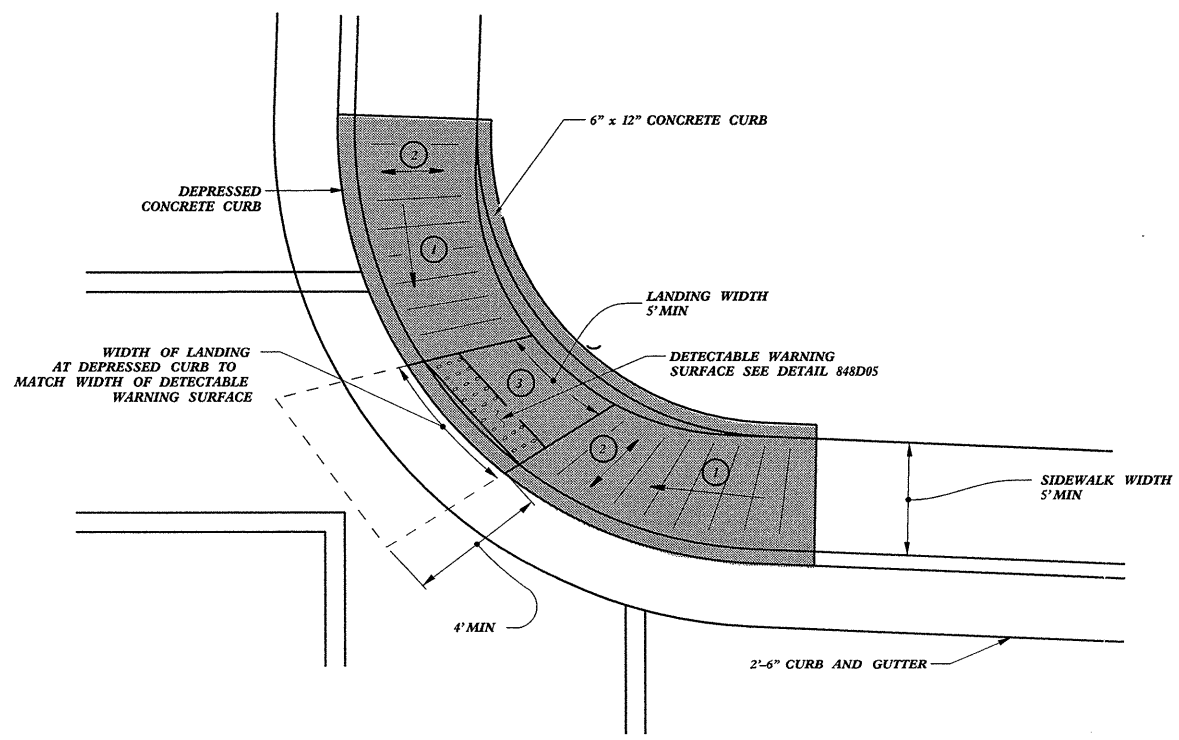 6" x 12" CONCRETE CURB
2
DEPRESSED
CONCRETE CURB
1
LANDING WIDTH
5' MIN
WIDTH OF LANDING
AT DEPRESSED CURB TO
MATCH WIDTH OF DETECTABLE
WARNING SURFACE
DETECTABLE WARNING
SURFACE SEE DETAIL 848D05
3
2
1
SIDEWALK WIDTH
5' MIN
4' MIN
2'-6" CURB AND GUTTER